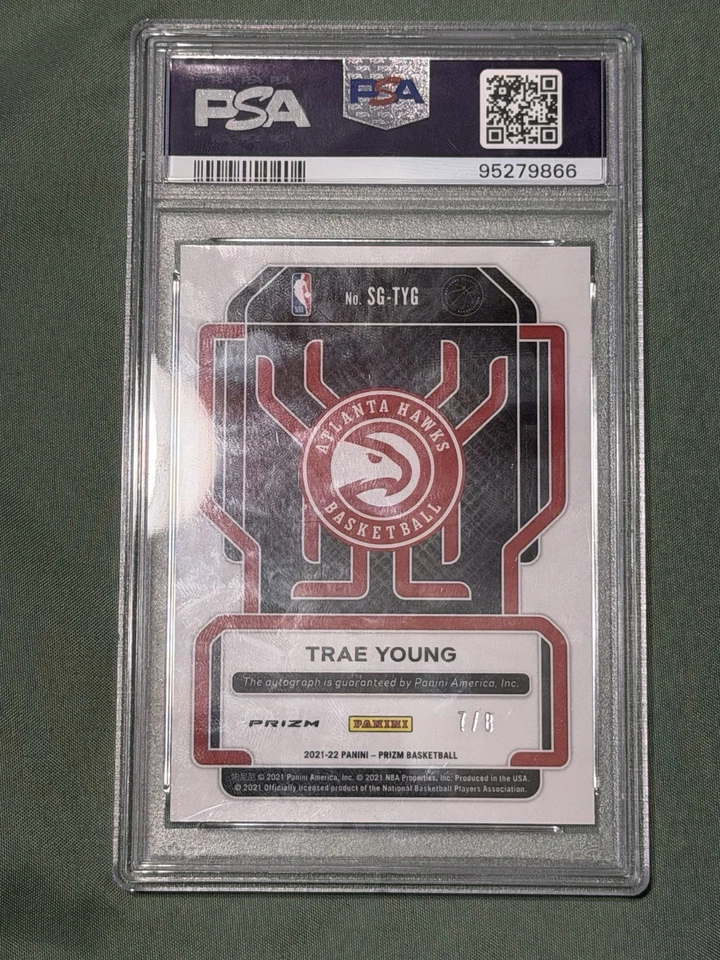 PSA
PSA
95279866
No. SG-TYG
ATLANTA HAWKS
BASKETBALL
TRAE YOUNG
The autograph is guaranteed by Panini America, Inc.
PRIZM PANINI 7/8
2021-22 PANINI – PRIZM BASKETBALL
© 2021 Panini America, Inc. © 2021 NBA Properties, Inc. Produced in the USA.
© 2021 Officially licensed product of the National Basketball Players Association.